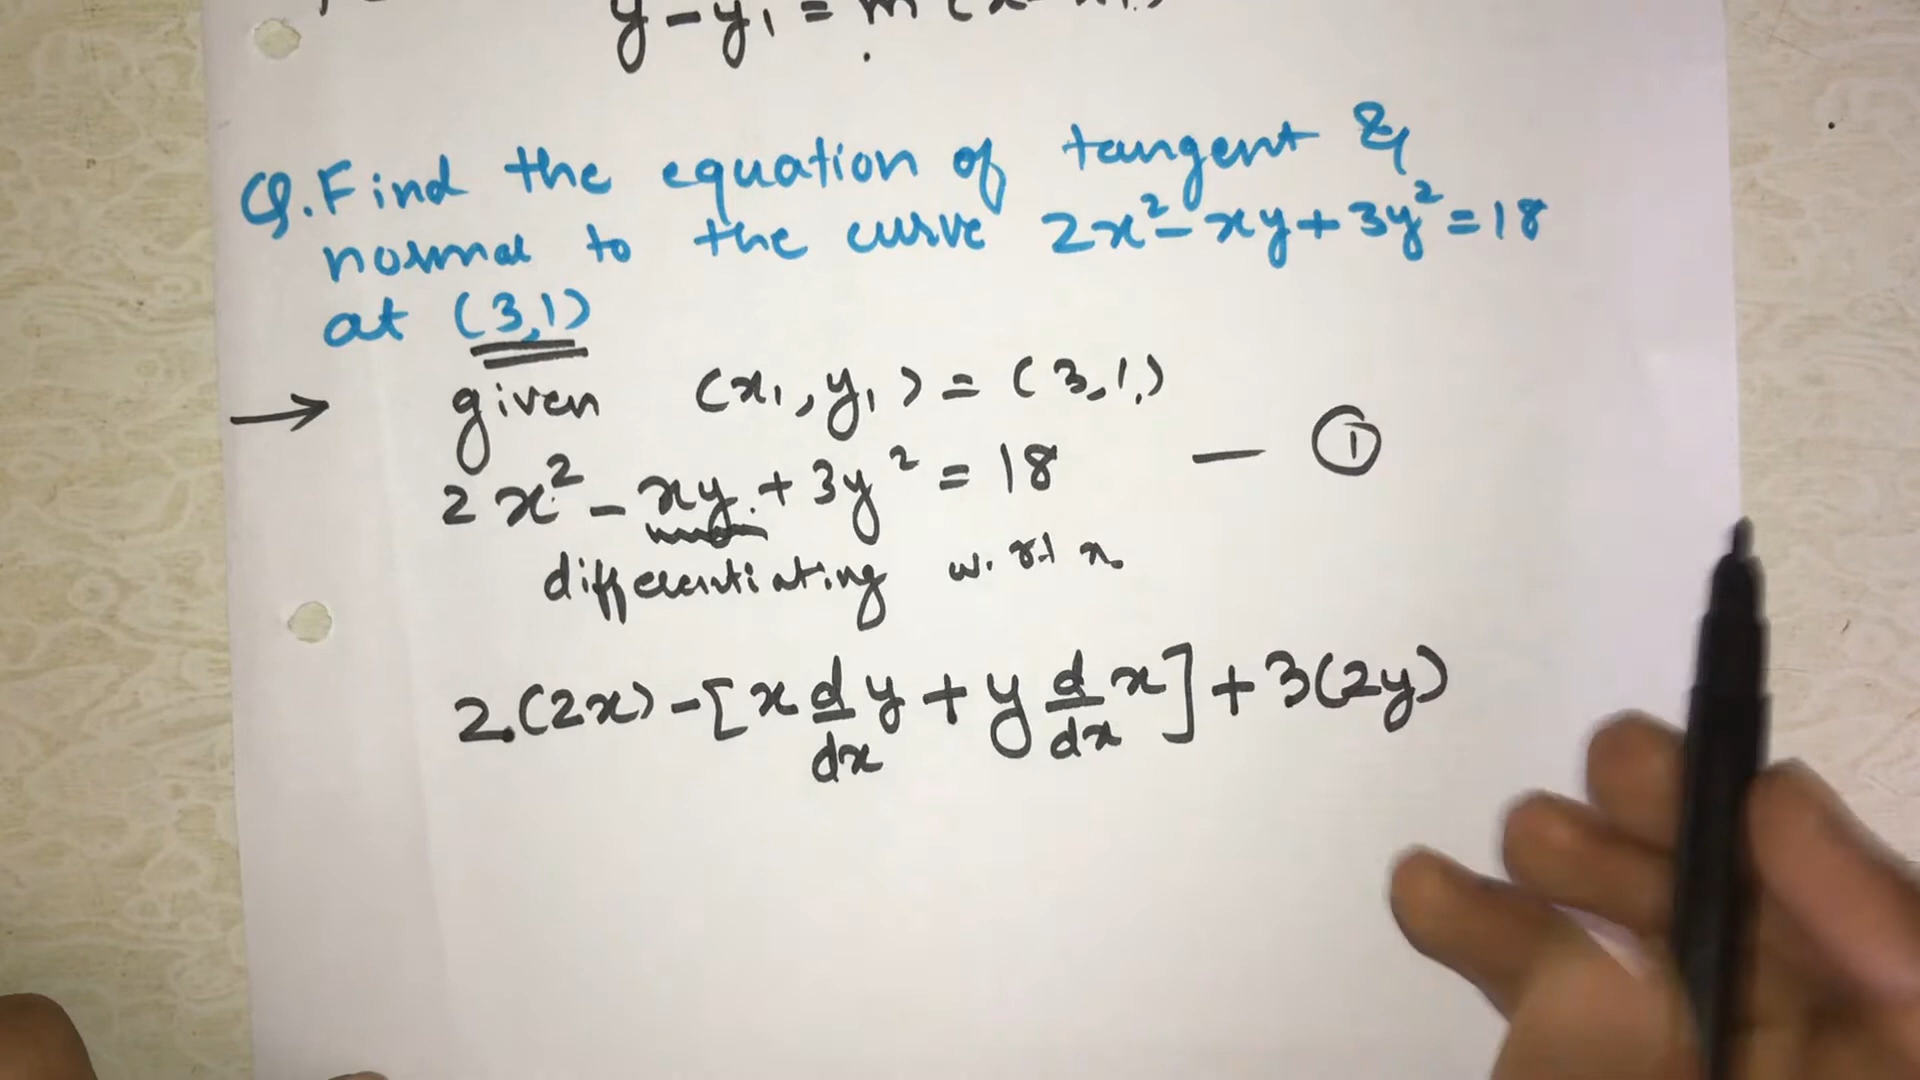 y-y₁ = m(x-x₁)
Q. Find the equation of tangent &
normal to the curve 2x²-xy+3y²=18
at (3,1)
→ given (x₁, y₁) = (3,1)
2x² - xy + 3y² = 18 — ①
differentiating w.r.t x
2.(2x) - [x d/dx y + y d/dx x] + 3(2y)